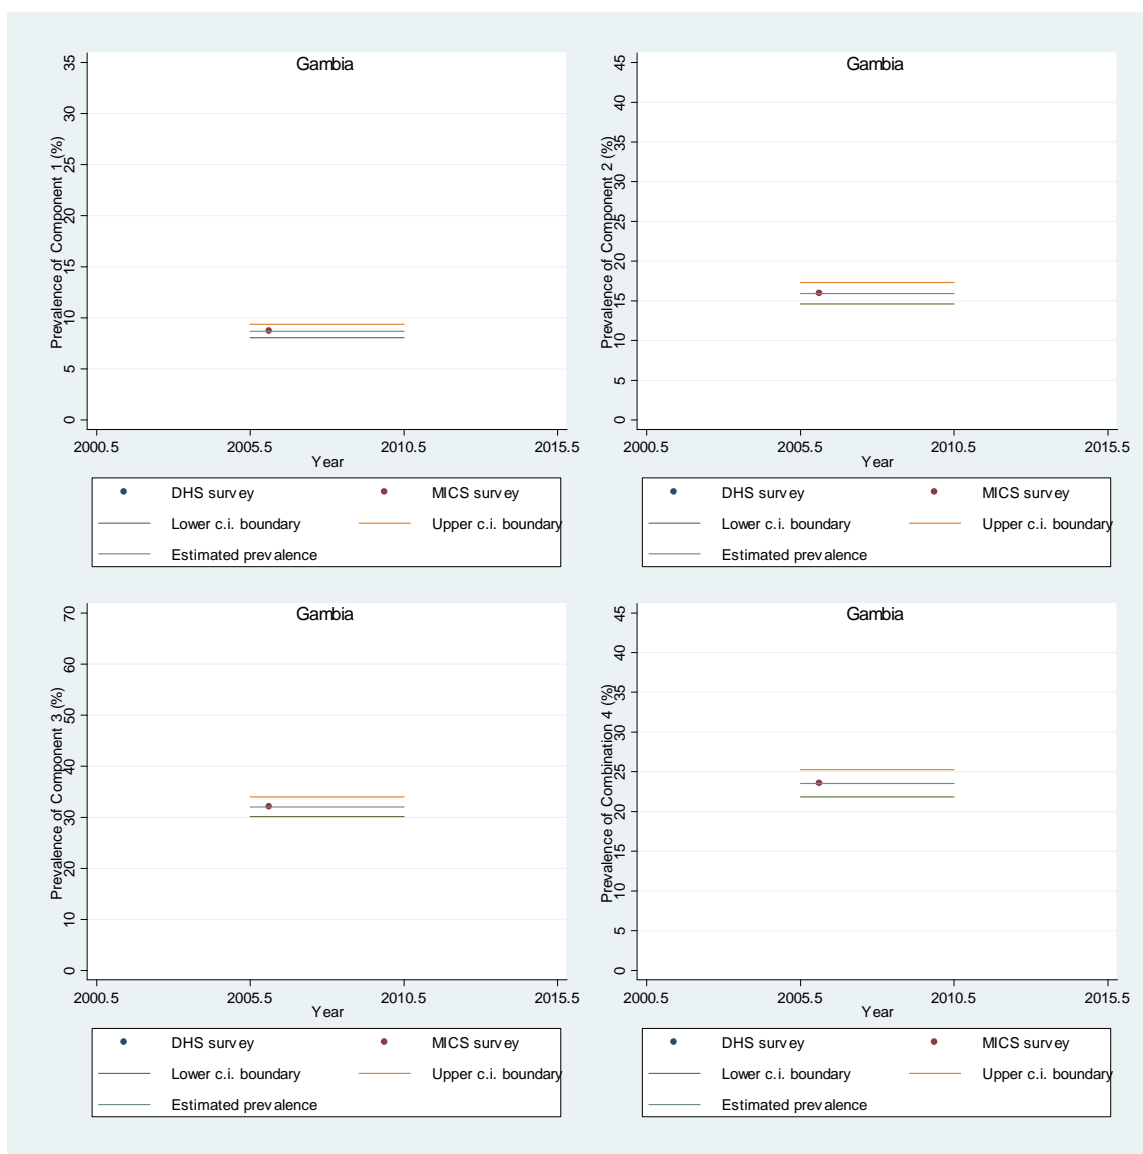 Gambia
35
30
25
20
15
10
5
0
Prevalence of Component 1 (%)
2000.5 2005.5 2010.5 2015.5
Year
DHS survey MICS survey
Lower c.i. boundary Upper c.i. boundary
Estimated prevalence
Gambia
45
40
35
30
25
20
15
10
5
0
Prevalence of Component 2 (%)
2000.5 2005.5 2010.5 2015.5
Year
DHS survey MICS survey
Lower c.i. boundary Upper c.i. boundary
Estimated prevalence
Gambia
70
60
50
40
30
20
10
0
Prevalence of Component 3 (%)
2000.5 2005.5 2010.5 2015.5
Year
DHS survey MICS survey
Lower c.i. boundary Upper c.i. boundary
Estimated prevalence
Gambia
45
40
35
30
25
20
15
10
5
0
Prevalence of Combination 4 (%)
2000.5 2005.5 2010.5 2015.5
Year
DHS survey MICS survey
Lower c.i. boundary Upper c.i. boundary
Estimated prevalence